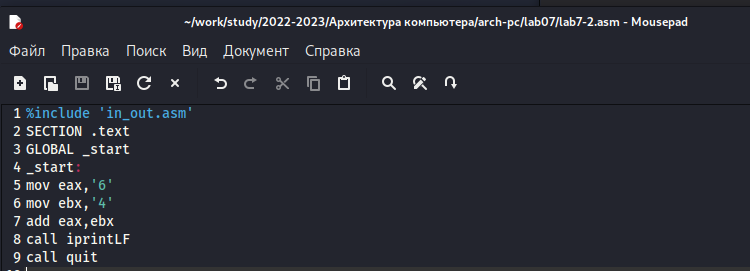 ~/work/study/2022-2023/Архитектура компьютера/arch-pc/lab07/lab7-2.asm - Mousepad
Файл Правка Поиск Вид Документ Справка
1 %include 'in_out.asm'
2 SECTION .text
3 GLOBAL _start
4 _start:
5 mov eax,'6'
6 mov ebx,'4'
7 add eax,ebx
8 call iprintLF
9 call quit